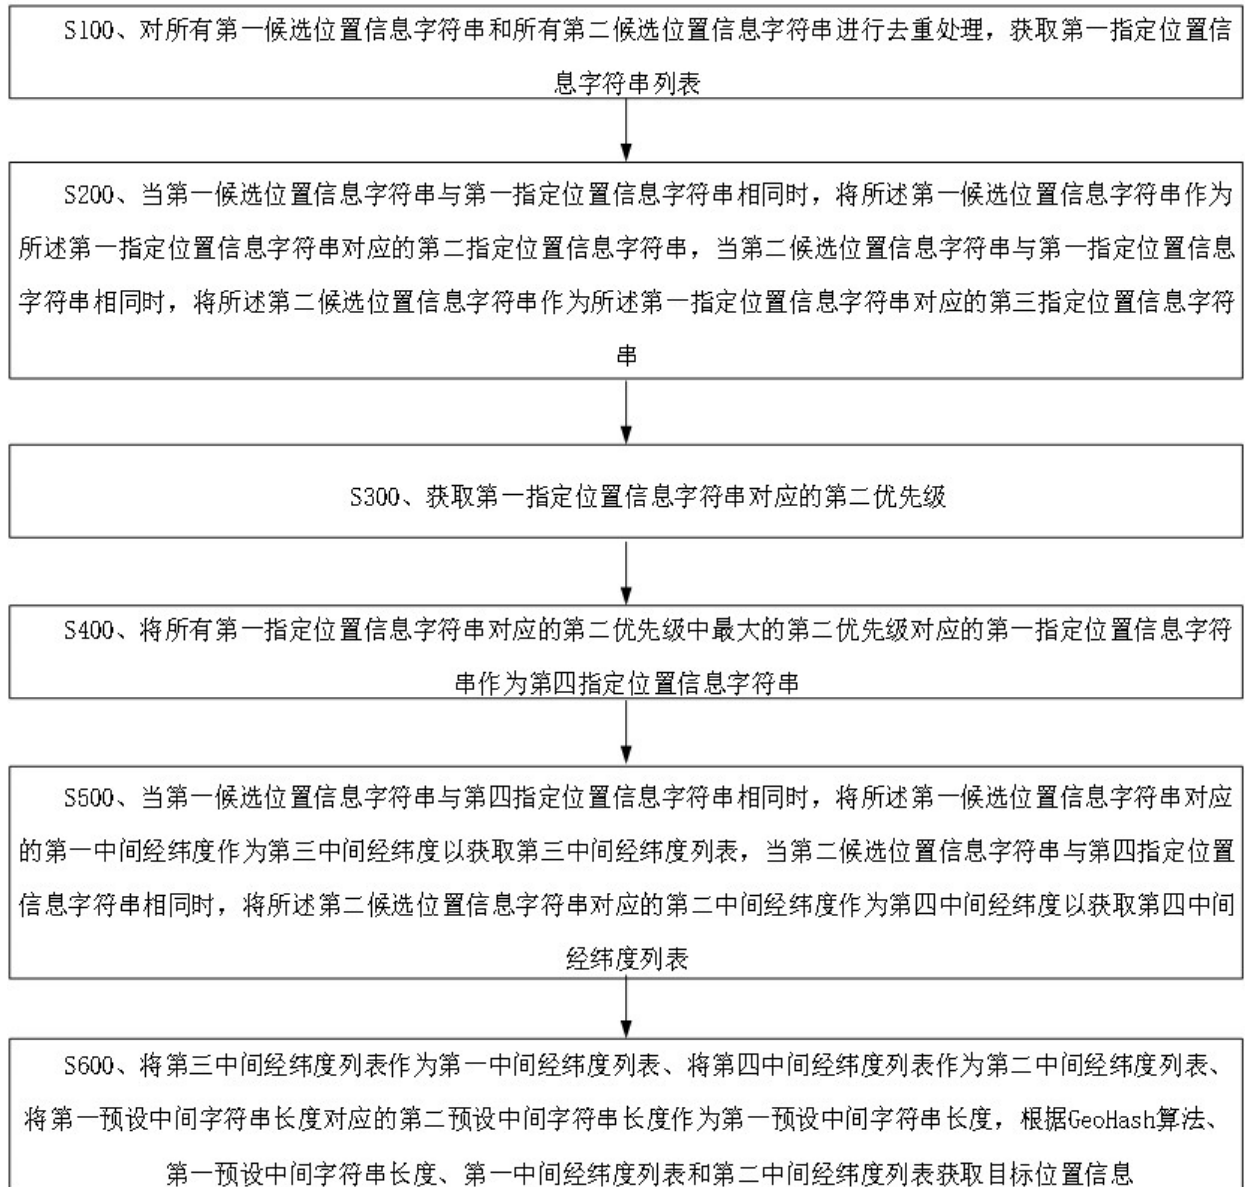 S100、对所有第一候选位置信息字符串和所有第二候选位置信息字符串进行去重处理，获取第一指定位置信
息字符串列表
S200、当第一候选位置信息字符串与第一指定位置信息字符串相同时，将所述第一候选位置信息字符串作为
所述第一指定位置信息字符串对应的第二指定位置信息字符串，当第二候选位置信息字符串与第一指定位置信息
字符串相同时，将所述第二候选位置信息字符串作为所述第一指定位置信息字符串对应的第三指定位置信息字符
串
S300、获取第一指定位置信息字符串对应的第二优先级
S400、将所有第一指定位置信息字符串对应的第二优先级中最大的第二优先级对应的第一指定位置信息字符
串作为第四指定位置信息字符串
S500、当第一候选位置信息字符串与第四指定位置信息字符串相同时，将所述第一候选位置信息字符串对应
的第一中间经纬度作为第三中间经纬度以获取第三中间经纬度列表，当第二候选位置信息字符串与第四指定位置
信息字符串相同时，将所述第二候选位置信息字符串对应的第二中间经纬度作为第四中间经纬度以获取第四中间
经纬度列表
S600、将第三中间经纬度列表作为第一中间经纬度列表、将第四中间经纬度列表作为第二中间经纬度列表、
将第一预设中间字符串长度对应的第二预设中间字符串长度作为第一预设中间字符串长度，根据GeoHash算法、
第一预设中间字符串长度、第一中间经纬度列表和第二中间经纬度列表获取目标位置信息